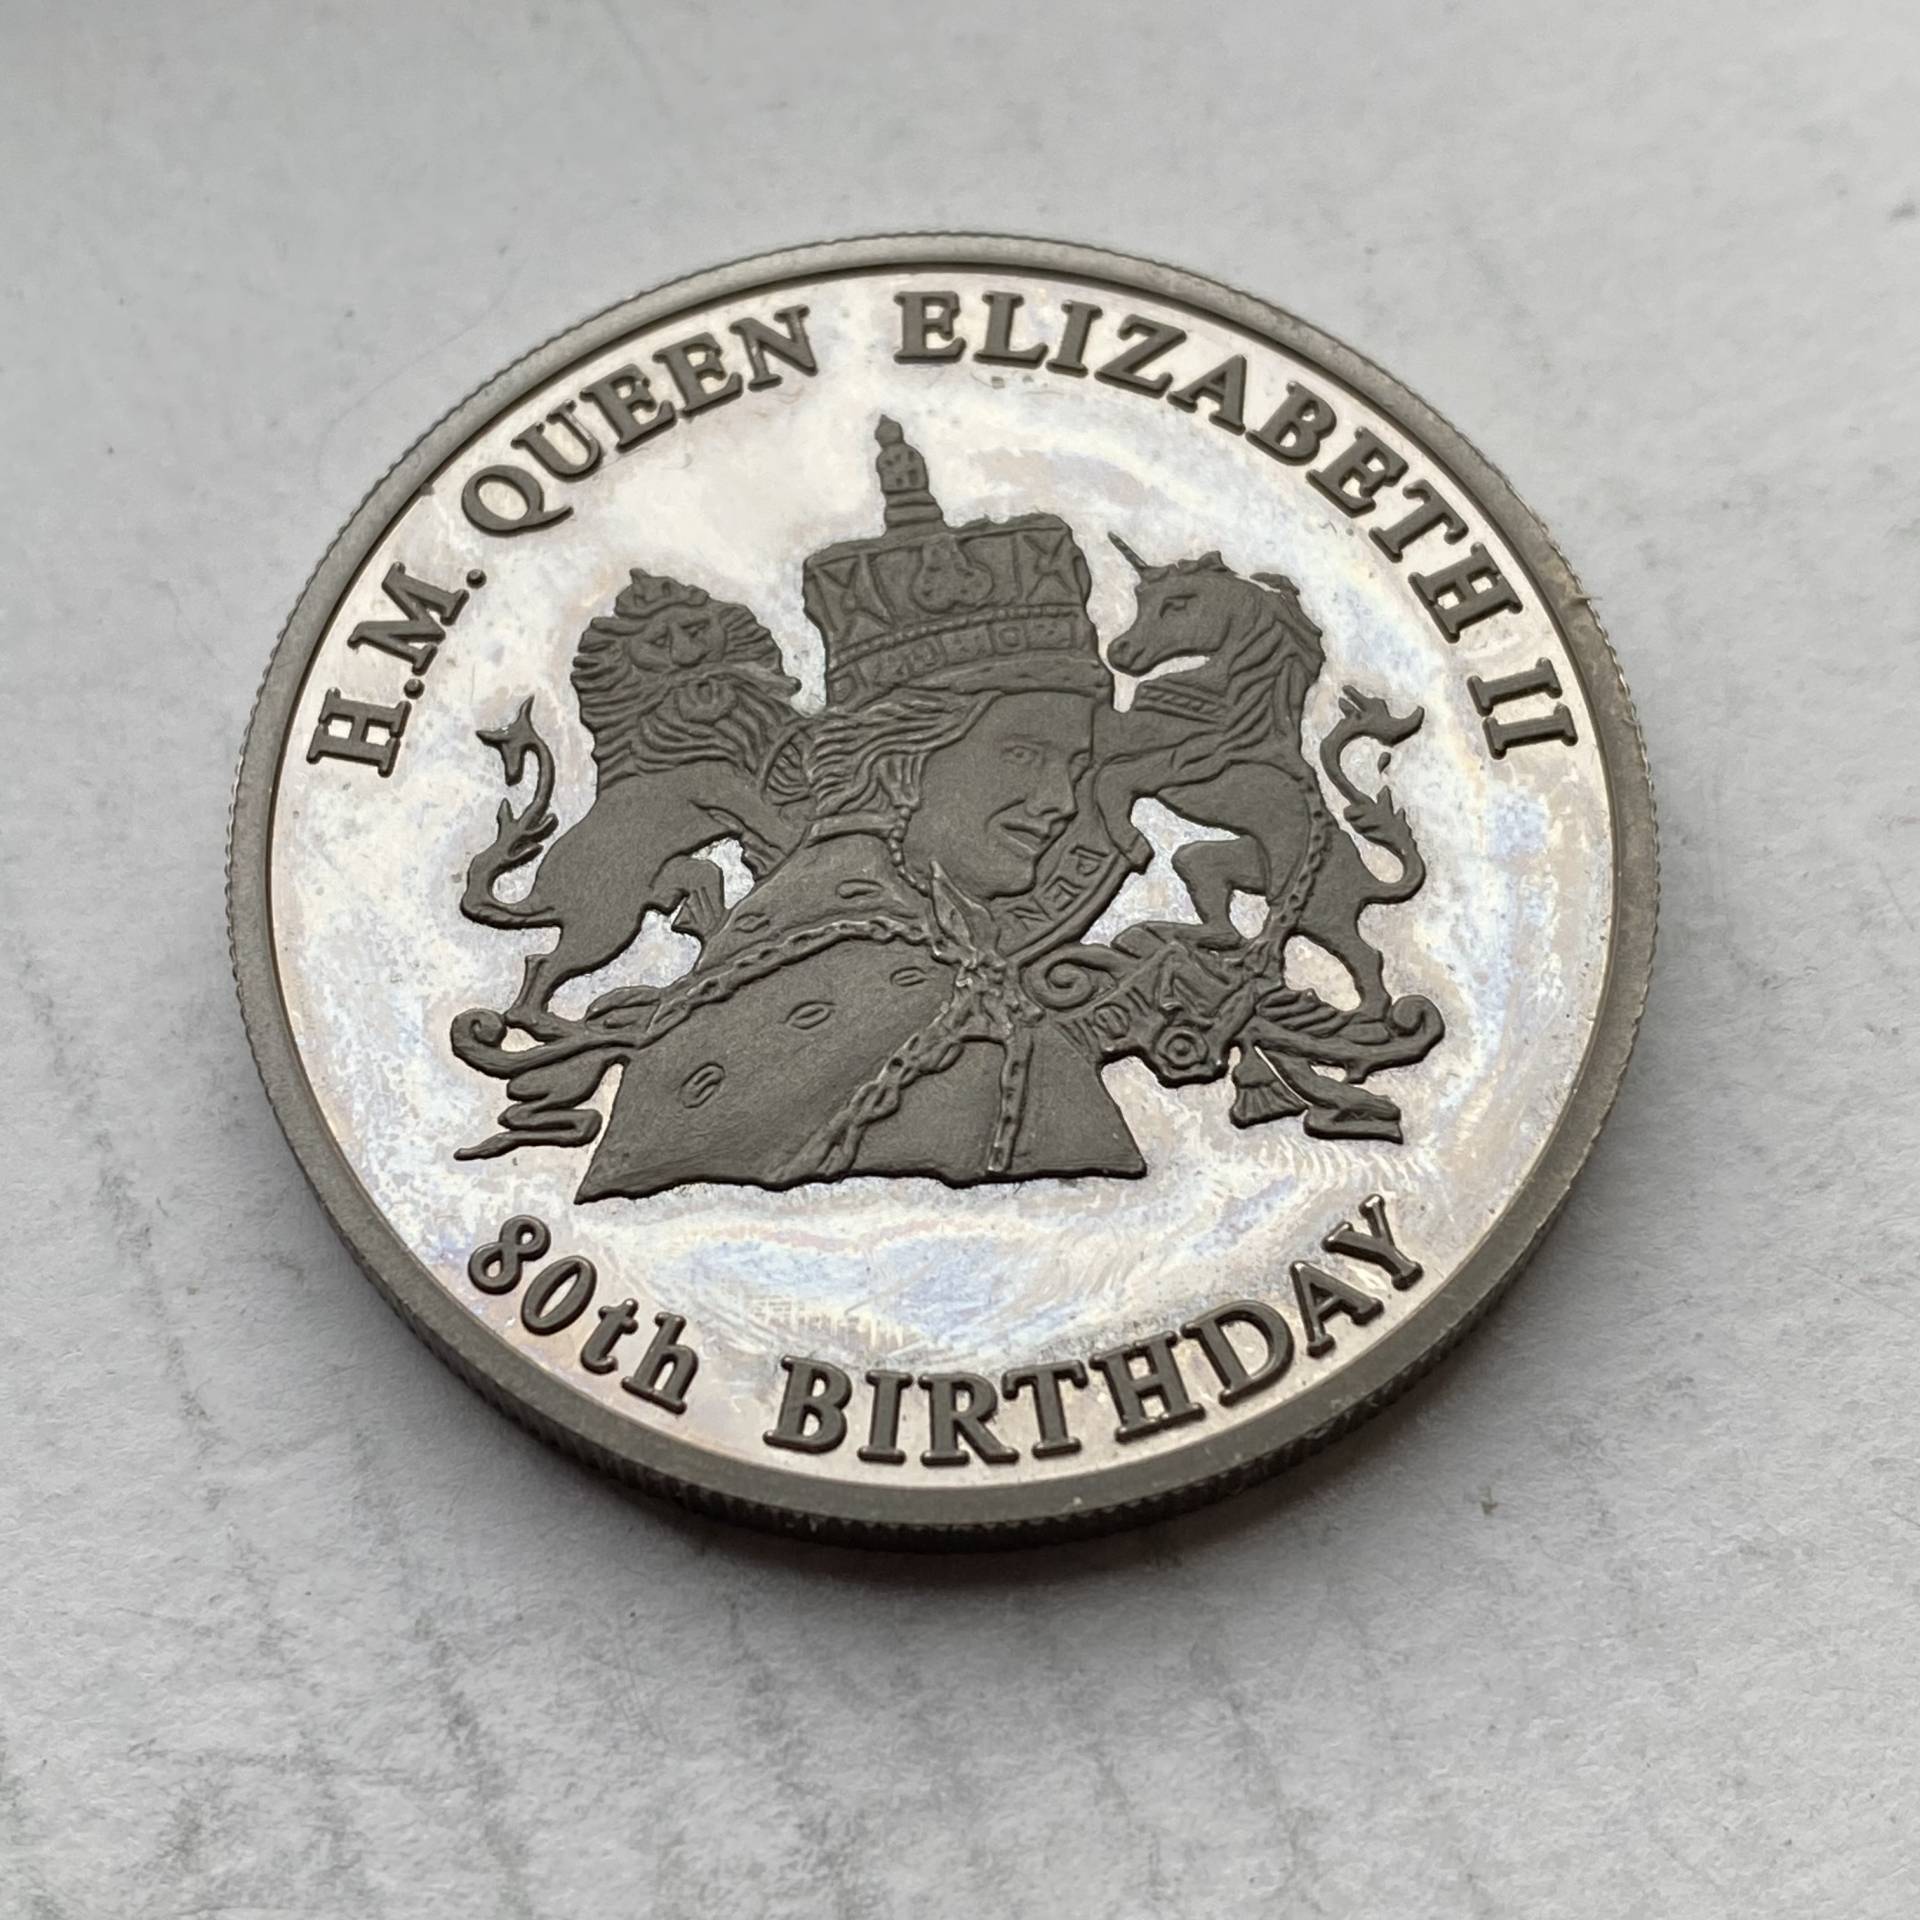 H.M. QUEEN ELIZABETH II
80th BIRTHDAY